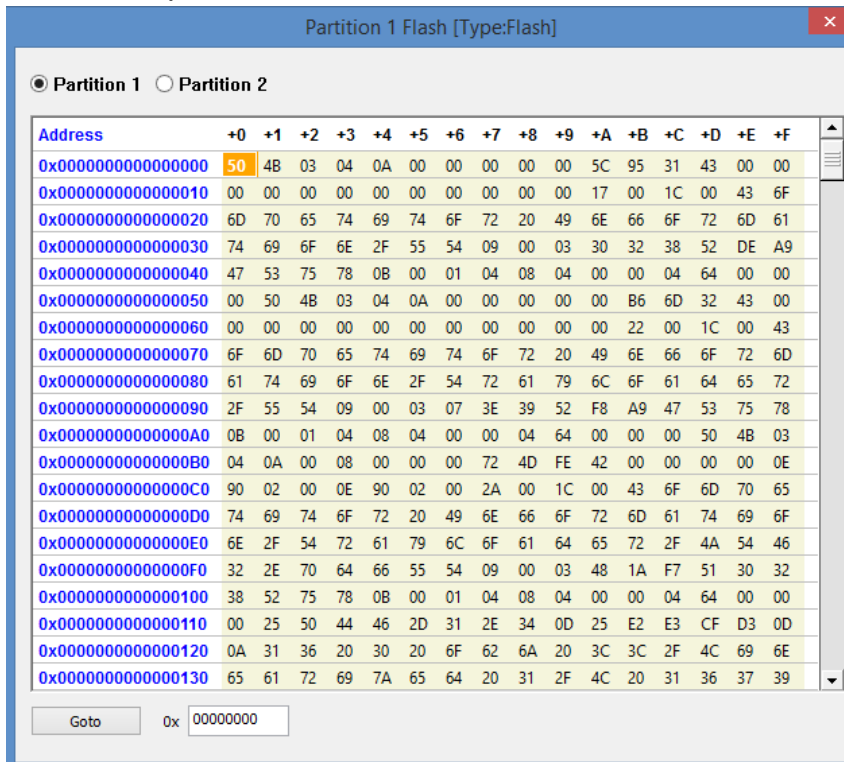 Partition 1 Flash [Type:Flash]
Partition 1 Partition 2
Address +0 +1 +2 +3 +4 +5 +6 +7 +8 +9 +A +B +C +D +E +F
0x0000000000000000 50 4B 03 04 0A 00 00 00 00 00 5C 95 31 43 00 00
0x0000000000000010 00 00 00 00 00 00 00 00 00 00 17 00 1C 00 43 6F
0x0000000000000020 6D 70 65 74 69 74 6F 72 20 49 6E 66 6F 72 6D 61
0x0000000000000030 74 69 6F 6E 2F 55 54 09 00 03 30 32 38 52 DE A9
0x0000000000000040 47 53 75 78 0B 00 01 04 08 04 00 00 04 64 00 00
0x0000000000000050 00 50 4B 03 04 0A 00 00 00 00 00 B6 6D 32 43 00
0x0000000000000060 00 00 00 00 00 00 00 00 00 00 00 22 00 1C 00 43
0x0000000000000070 6F 6D 70 65 74 69 74 6F 72 20 49 6E 66 6F 72 6D
0x0000000000000080 61 74 69 6F 6E 2F 54 72 61 79 6C 6F 61 64 65 72
0x0000000000000090 2F 55 54 09 00 03 07 3E 39 52 F8 A9 47 53 75 78
0x00000000000000A0 0B 00 01 04 08 04 00 00 04 64 00 00 00 50 4B 03
0x00000000000000B0 04 0A 00 08 00 00 00 72 4D FE 42 00 00 00 00 0E
0x00000000000000C0 90 02 00 0E 90 02 00 2A 00 1C 00 43 6F 6D 70 65
0x00000000000000D0 74 69 74 6F 72 20 49 6E 66 6F 72 6D 61 74 69 6F
0x00000000000000E0 6E 2F 54 72 61 79 6C 6F 61 64 65 72 2F 4A 54 46
0x00000000000000F0 32 2E 70 64 66 55 54 09 00 03 48 1A F7 51 30 32
0x0000000000000100 38 52 75 78 0B 00 01 04 08 04 00 00 04 64 00 00
0x0000000000000110 00 25 50 44 46 2D 31 2E 34 0D 25 E2 E3 CF D3 0D
0x0000000000000120 0A 31 36 20 30 20 6F 62 6A 20 3C 3C 2F 4C 69 6E
0x0000000000000130 65 61 72 69 7A 65 64 20 31 2F 4C 20 31 36 37 39
Goto 0x 00000000